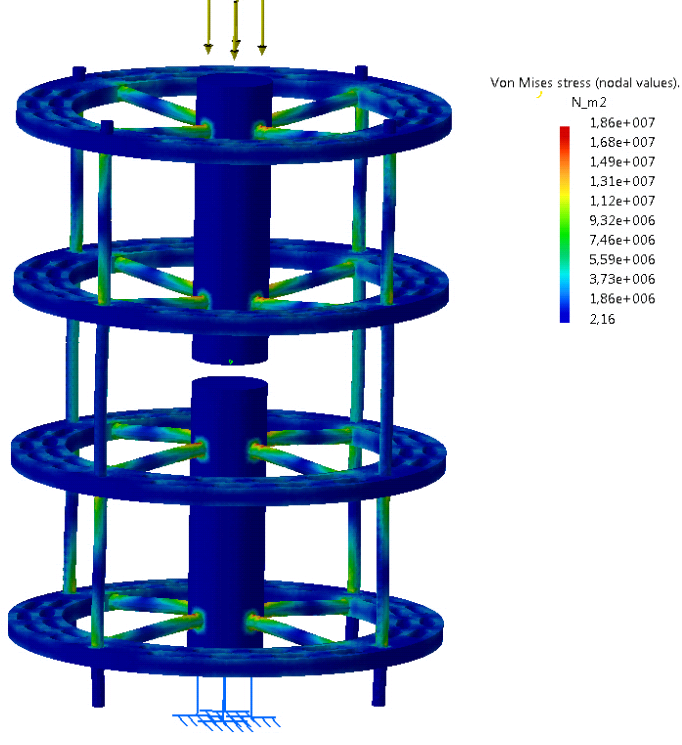 Von Mises stress (nodal values).
N_m2
1,86e+007
1,68e+007
1,49e+007
1,31e+007
1,12e+007
9,32e+006
7,46e+006
5,59e+006
3,73e+006
1,86e+006
2,16